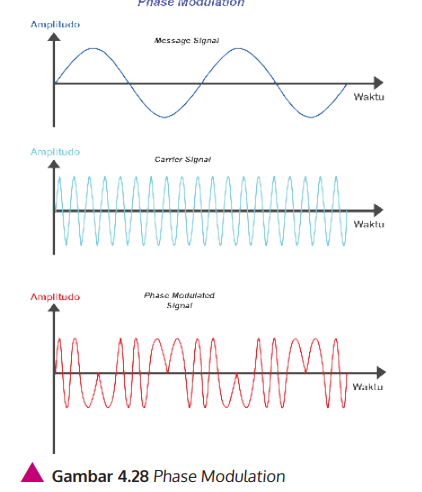 Phase Modulation
Amplitudo
Message Signal
Waktu
Amplitudo
Carrier Signal
Waktu
Amplitudo
Phase Modulated
Signal
Waktu
Gambar 4.28 Phase Modulation